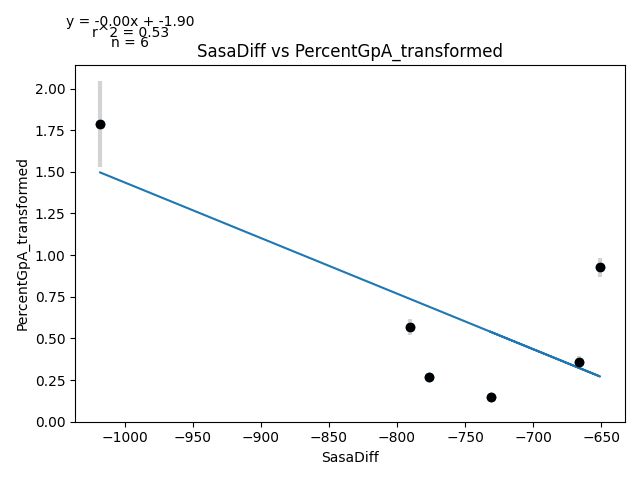 y = -0.00x + -1.90
r^2 = 0.53
n = 6
SasaDiff vs PercentGpA_transformed
PercentGpA_transformed
2.00
1.75
1.50
1.25
1.00
0.75
0.50
0.25
0.00
−1000
−950
−900
−850
−800
−750
−700
−650
SasaDiff